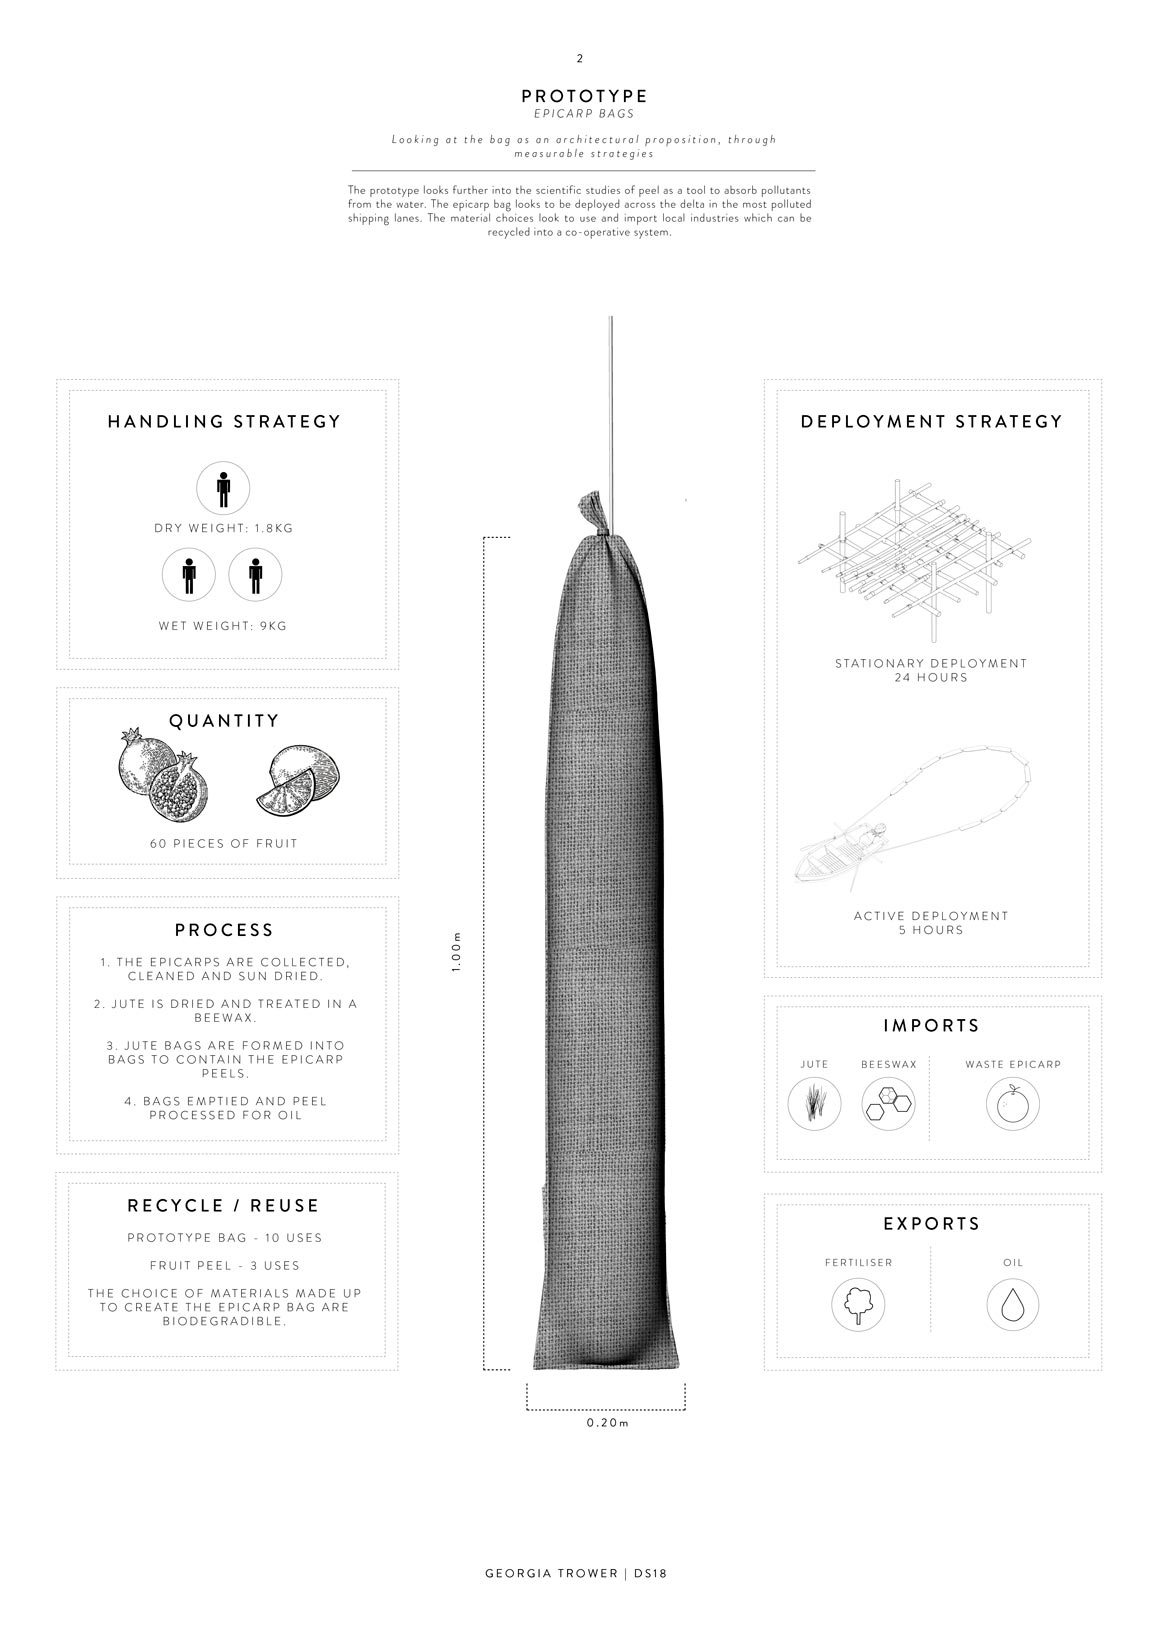 2
PROTOTYPE
EPICARP BAGS
Looking at the bag as an architectural proposition, through
measurable strategies
The prototype looks further into the scientific studies of peel as a tool to absorb pollutants
from the water. The epicarp bag looks to be deployed across the delta in the most polluted
shipping lanes. The material choices look to use and import local industries which can be
recycled into a co-operative system.
HANDLING STRATEGY
DRY WEIGHT: 1.8KG
WET WEIGHT: 9KG
QUANTITY
60 PIECES OF FRUIT
PROCESS
1. THE EPICARPS ARE COLLECTED,
CLEANED AND SUN DRIED.
2. JUTE IS DRIED AND TREATED IN A
BEEWAX.
3. JUTE BAGS ARE FORMED INTO
BAGS TO CONTAIN THE EPICARP
PEELS.
4. BAGS EMPTIED AND PEEL
PROCESSED FOR OIL
RECYCLE / REUSE
PROTOTYPE BAG - 10 USES
FRUIT PEEL - 3 USES
THE CHOICE OF MATERIALS MADE UP
TO CREATE THE EPICARP BAG ARE
BIODEGRADIBLE.
1.00m
0.20m
DEPLOYMENT STRATEGY
STATIONARY DEPLOYMENT
24 HOURS
ACTIVE DEPLOYMENT
5 HOURS
IMPORTS
JUTE
BEESWAX
WASTE EPICARP
EXPORTS
FERTILISER
OIL
GEORGIA TROWER | DS18